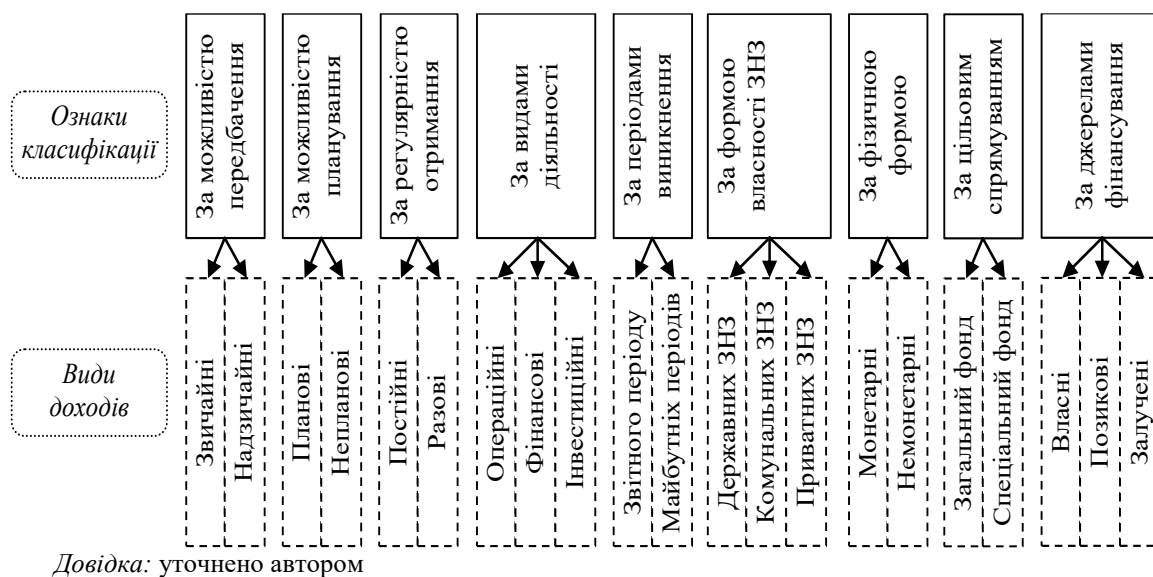 Ознаки
класифікації
За можливістю
передбачення
За можливістю
планування
За регулярністю
отримання
За видами
діяльності
За періодами
виникнення
За формою
власності ЗНЗ
За фізичною
формою
За цільовим
спрямуванням
За джерелами
фінансування
Види
доходів
Звичайні
Надзичайні
Планові
Непланові
Постійні
Разові
Операційні
Фінансові
Інвестиційні
Звітного періоду
Майбутніх періодів
Державних ЗНЗ
Комунальних ЗНЗ
Приватних ЗНЗ
Монетарні
Немонетарні
Загальний фонд
Спеціальний фонд
Власні
Позикові
Залучені
Довідка: уточнено автором